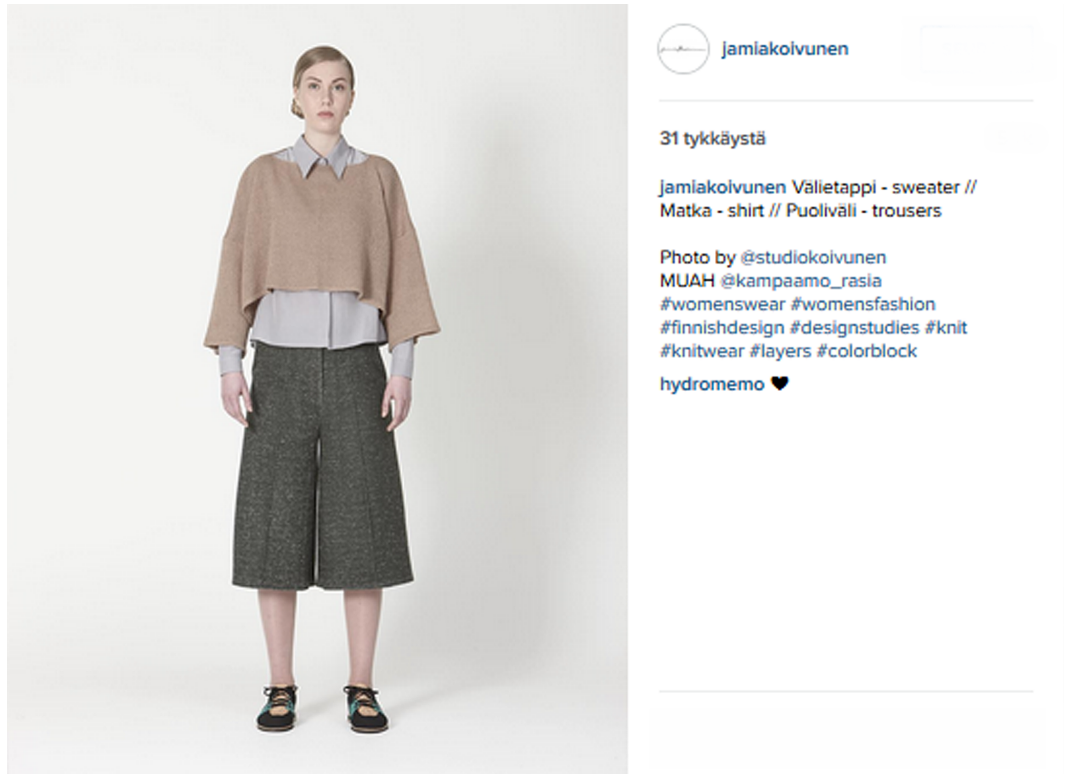 jamiakoivunen
31 tykkäystä
jamiakoivunen Välietappi - sweater //
Matka - shirt // Puoliväli - trousers
Photo by @studiokoivunen
MUAH @kampaamo_rasia
#womenswear #womensfashion
#finnishdesign #designstudies #knit
#knitwear #layers #colorblock
hydromemo 🖤